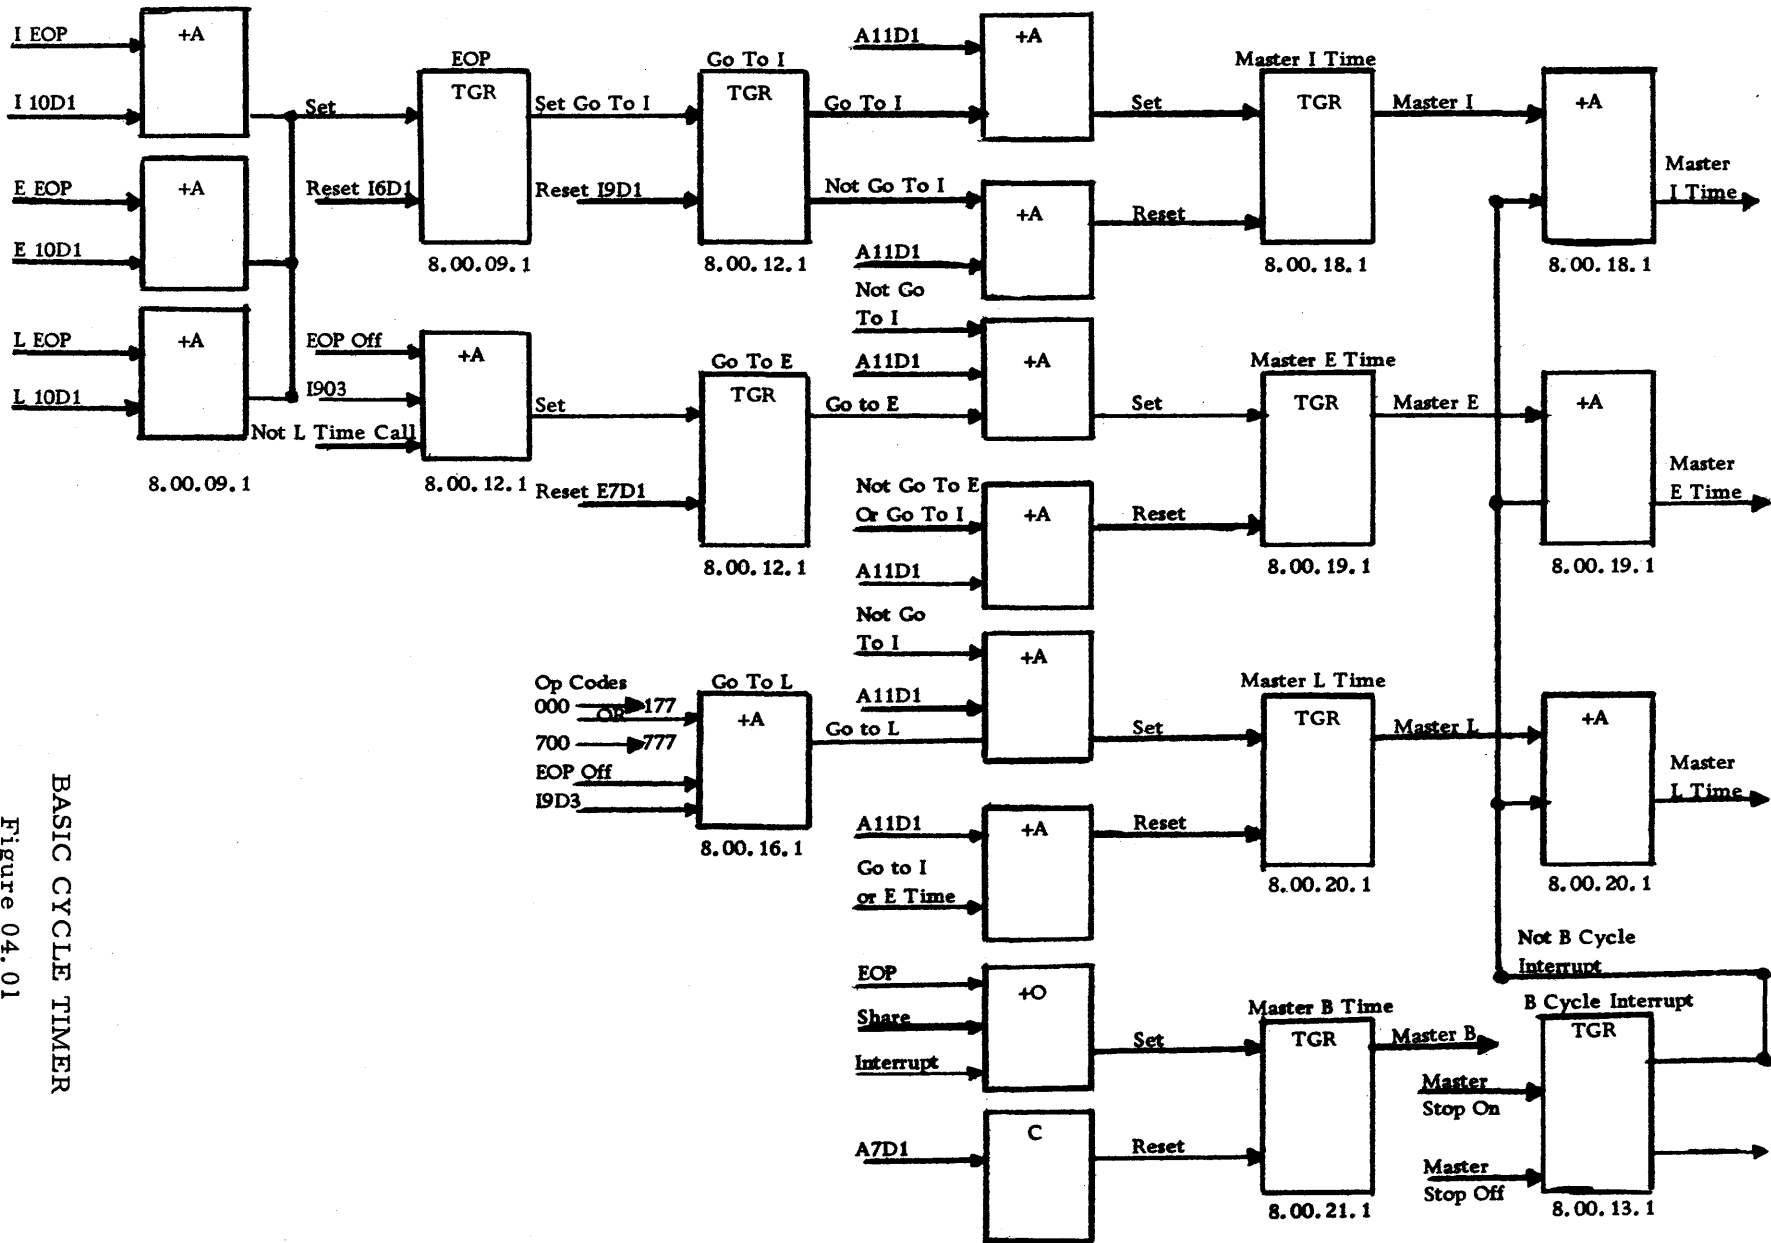 I EOP
I 10D1
+A
E EOP
E 10D1
+A
L EOP
L 10D1
+A
8.00.09.1
Set
Reset I6D1
EOP
TGR
8.00.09.1
EOP Off
I903
Not L Time Call
+A
8.00.12.1
Set Go To I
Reset I9D1
Go To I
TGR
8.00.12.1
Set
Reset E7D1
Go To E
TGR
8.00.12.1
Op Codes
000 177
OR
700 777
EOP Off
I9D3
Go To L
+A
8.00.16.1
A11D1
Go To I
+A
Not Go To I
A11D1
+A
Not Go
To I
A11D1
Go to E
+A
Not Go To E
Or Go To I
A11D1
+A
Not Go
To I
A11D1
Go to L
+A
A11D1
Go to I
or E Time
+A
EOP
Share
Interrupt
+O
A7D1
C
Set
Reset
Master I Time
TGR
8.00.18.1
Set
Reset
Master E Time
TGR
8.00.19.1
Set
Reset
Master L Time
TGR
8.00.20.1
Set
Reset
Master B Time
TGR
8.00.21.1
Master I
+A
8.00.18.1
Master
I Time
Master E
+A
8.00.19.1
Master
E Time
Master L
+A
8.00.20.1
Master
L Time
Not B Cycle
Interrupt
Master B
B Cycle Interrupt
TGR
Master
Stop On
Master
Stop Off
8.00.13.1
BASIC CYCLE TIMER
Figure 04.01